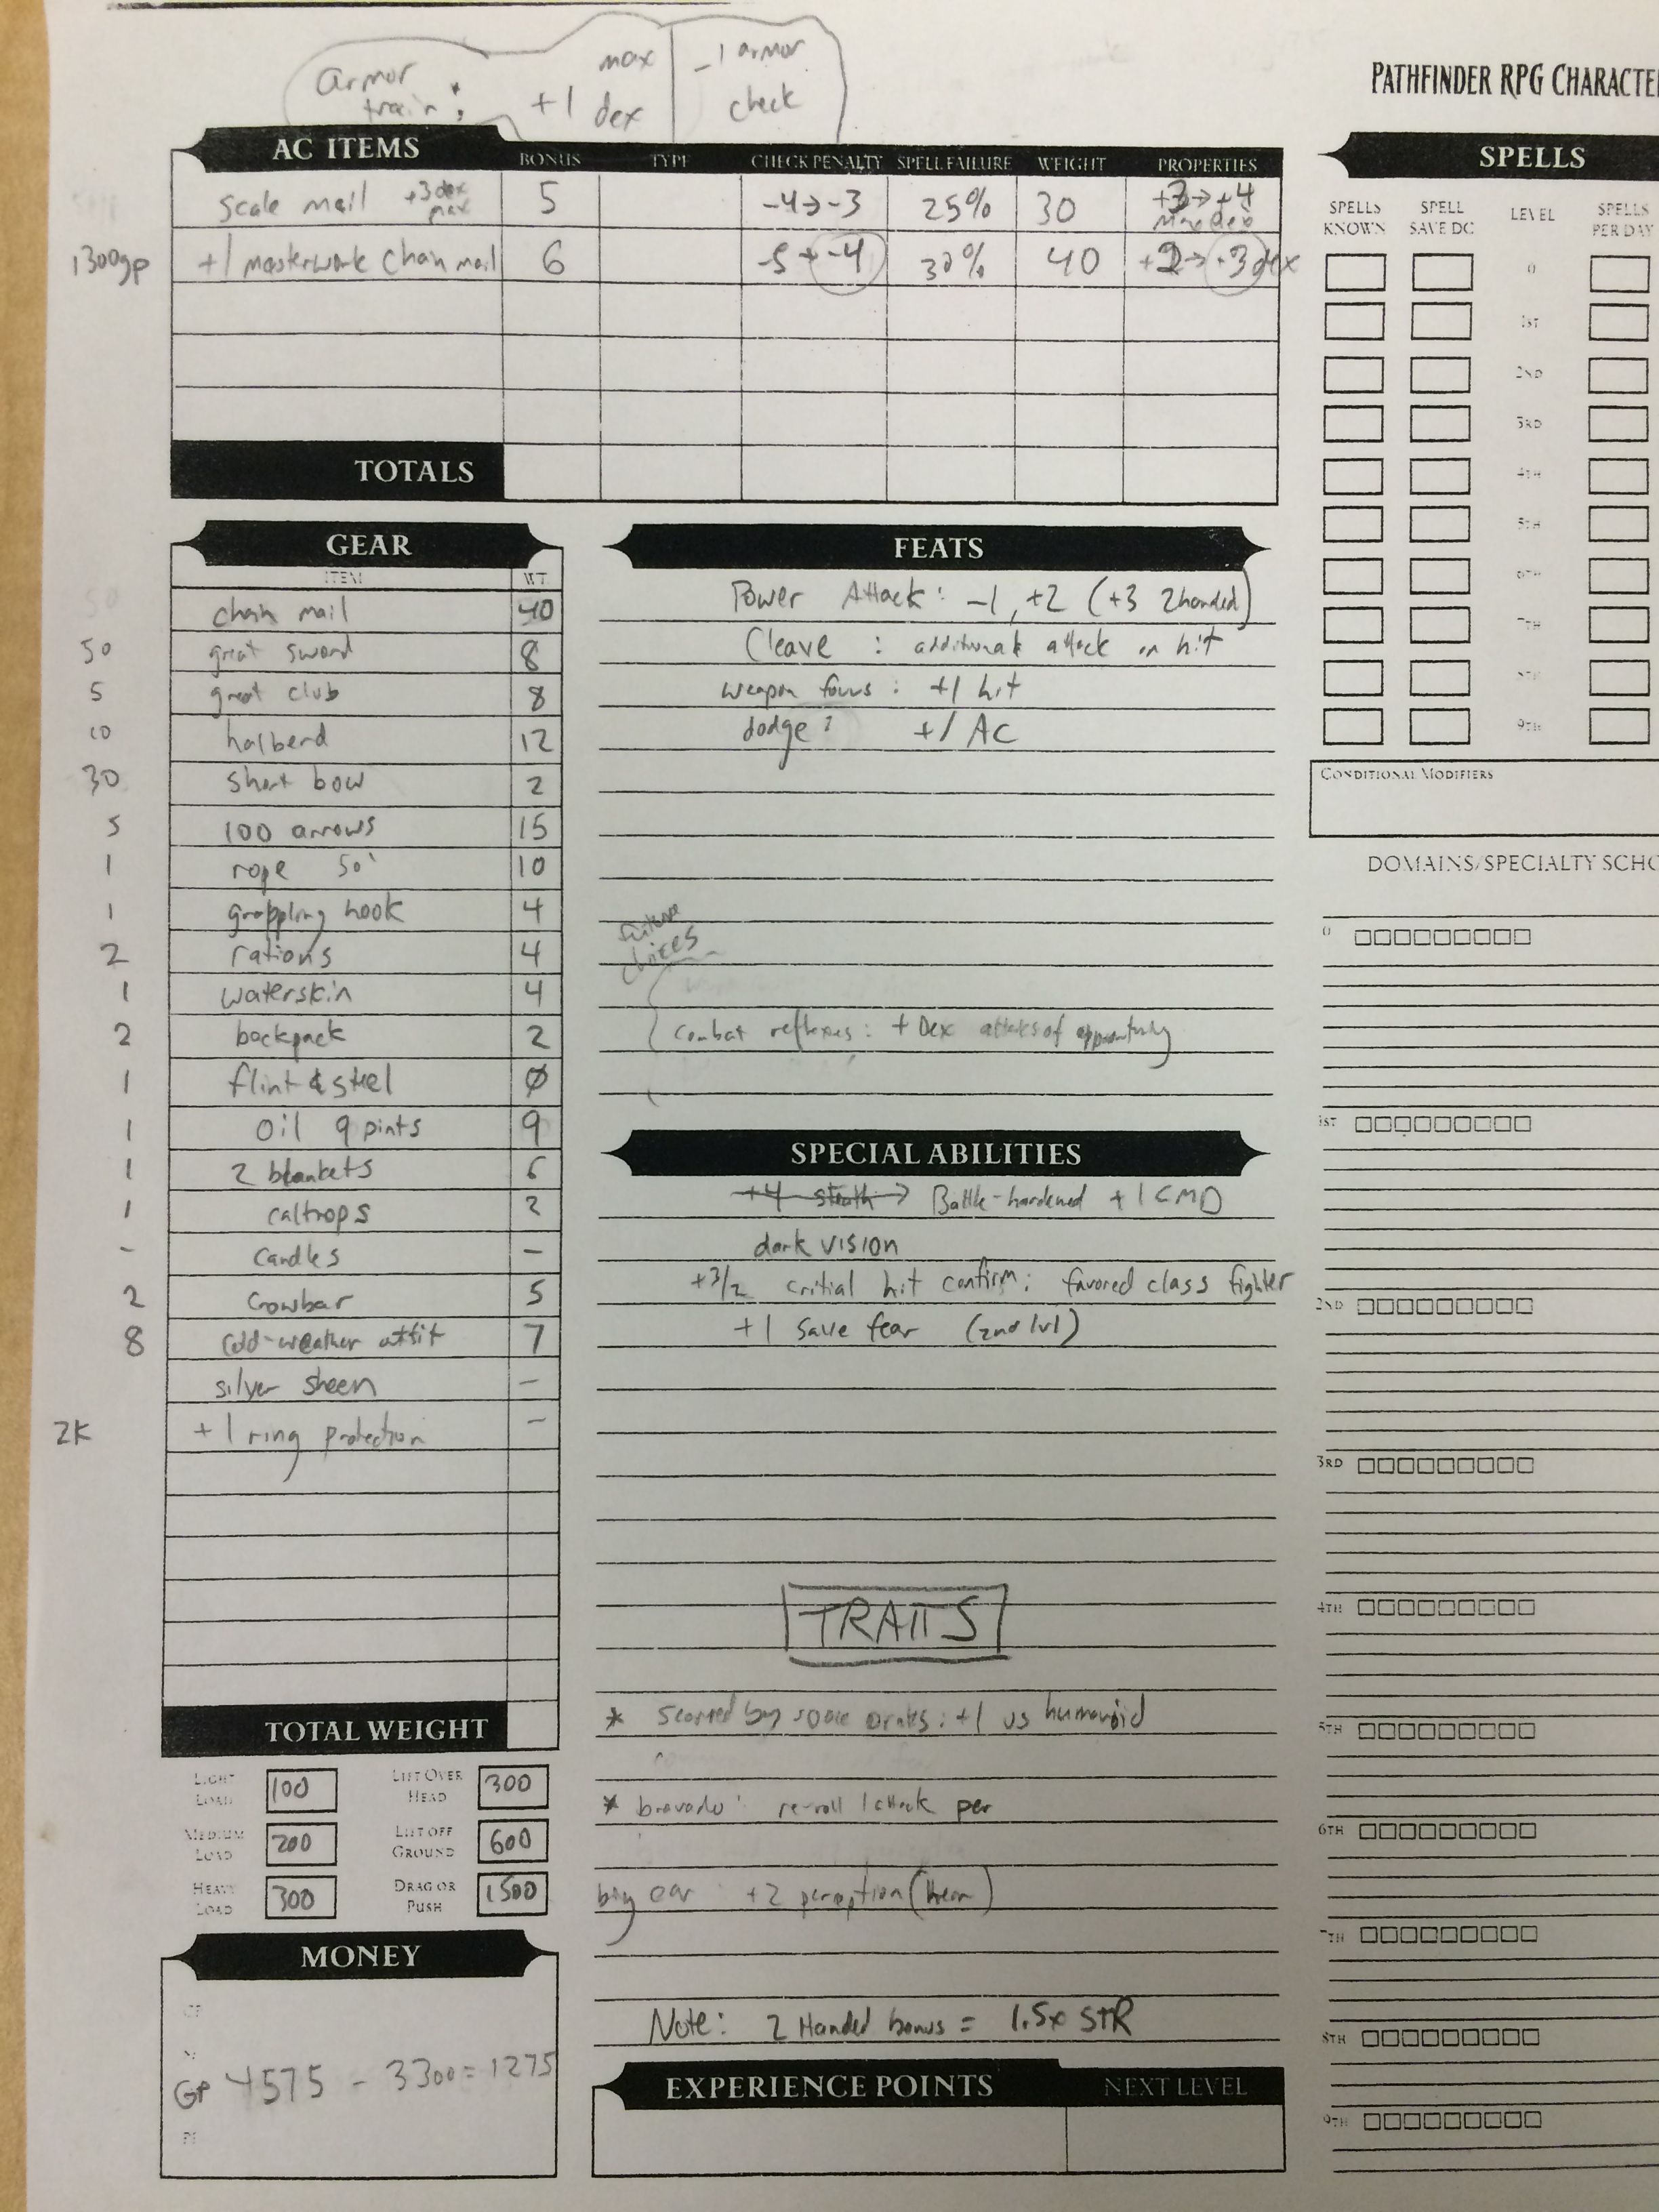 armor train: +1 max dex -1 armor check
PATHFINDER RPG CHARACTE
AC ITEMS BONUS TYPE CHECK PENALTY SPELL FAILURE WEIGHT PROPERTIES
scale mail +3 dex max 5 -4→-3 25% 30 +3→+4 Max dex
1300gp +1 masterwork chain mail 6 -5→-4 30% 40 +2→+3 dex
TOTALS
GEAR
ITEM WT.
chain mail 40
50 great sword 8
5 great club 8
10 halberd 12
30 short bow 2
5 100 arrows 15
1 rope 50' 10
1 grappling hook 4
2 rations 4
1 waterskin 4
2 backpack 2
1 flint & steel Ø
1 oil 9 pints 9
1 2 blankets 6
1 caltrops 2
- candles -
2 crowbar 5
8 cold-weather outfit 7
silver sheen -
2K +1 ring protection -
TOTAL WEIGHT
LIGHT LOAD 100 LIFT OVER HEAD 300
MEDIUM LOAD 200 LIFT OFF GROUND 600
HEAVY LOAD 300 DRAG OR PUSH 1500
MONEY
CP
GP 4575 - 3300 = 1275
FEATS
Power Attack: -1, +2 (+3 2handed)
Cleave : additional attack on hit
weapon focus : +1 hit
dodge: +1 AC
future choices
combat reflexes: + Dex attacks of opportunity
SPECIAL ABILITIES
+4 stealth → Battle-hardened +1 CMD
dark vision
+3/2 critial hit confirm: favored class fighter
+1 save fear (2nd lvl)
TRAITS
* Scarred by : +1 vs humanoid
* bravado: re-roll 1 attack per
big ear +2 perception (hear)
Note: 2 Handed bonus = 1.5x STR
EXPERIENCE POINTS NEXT LEVEL
SPELLS
SPELLS KNOWN SPELL SAVE DC LEVEL SPELLS PER DAY
0
1ST
2ND
3RD
4TH
5TH
6TH
7TH
8TH
9TH
CONDITIONAL MODIFIERS
DOMAINS/SPECIALTY SCHO
0
1ST
2ND
3RD
4TH
5TH
6TH
7TH
8TH
9TH